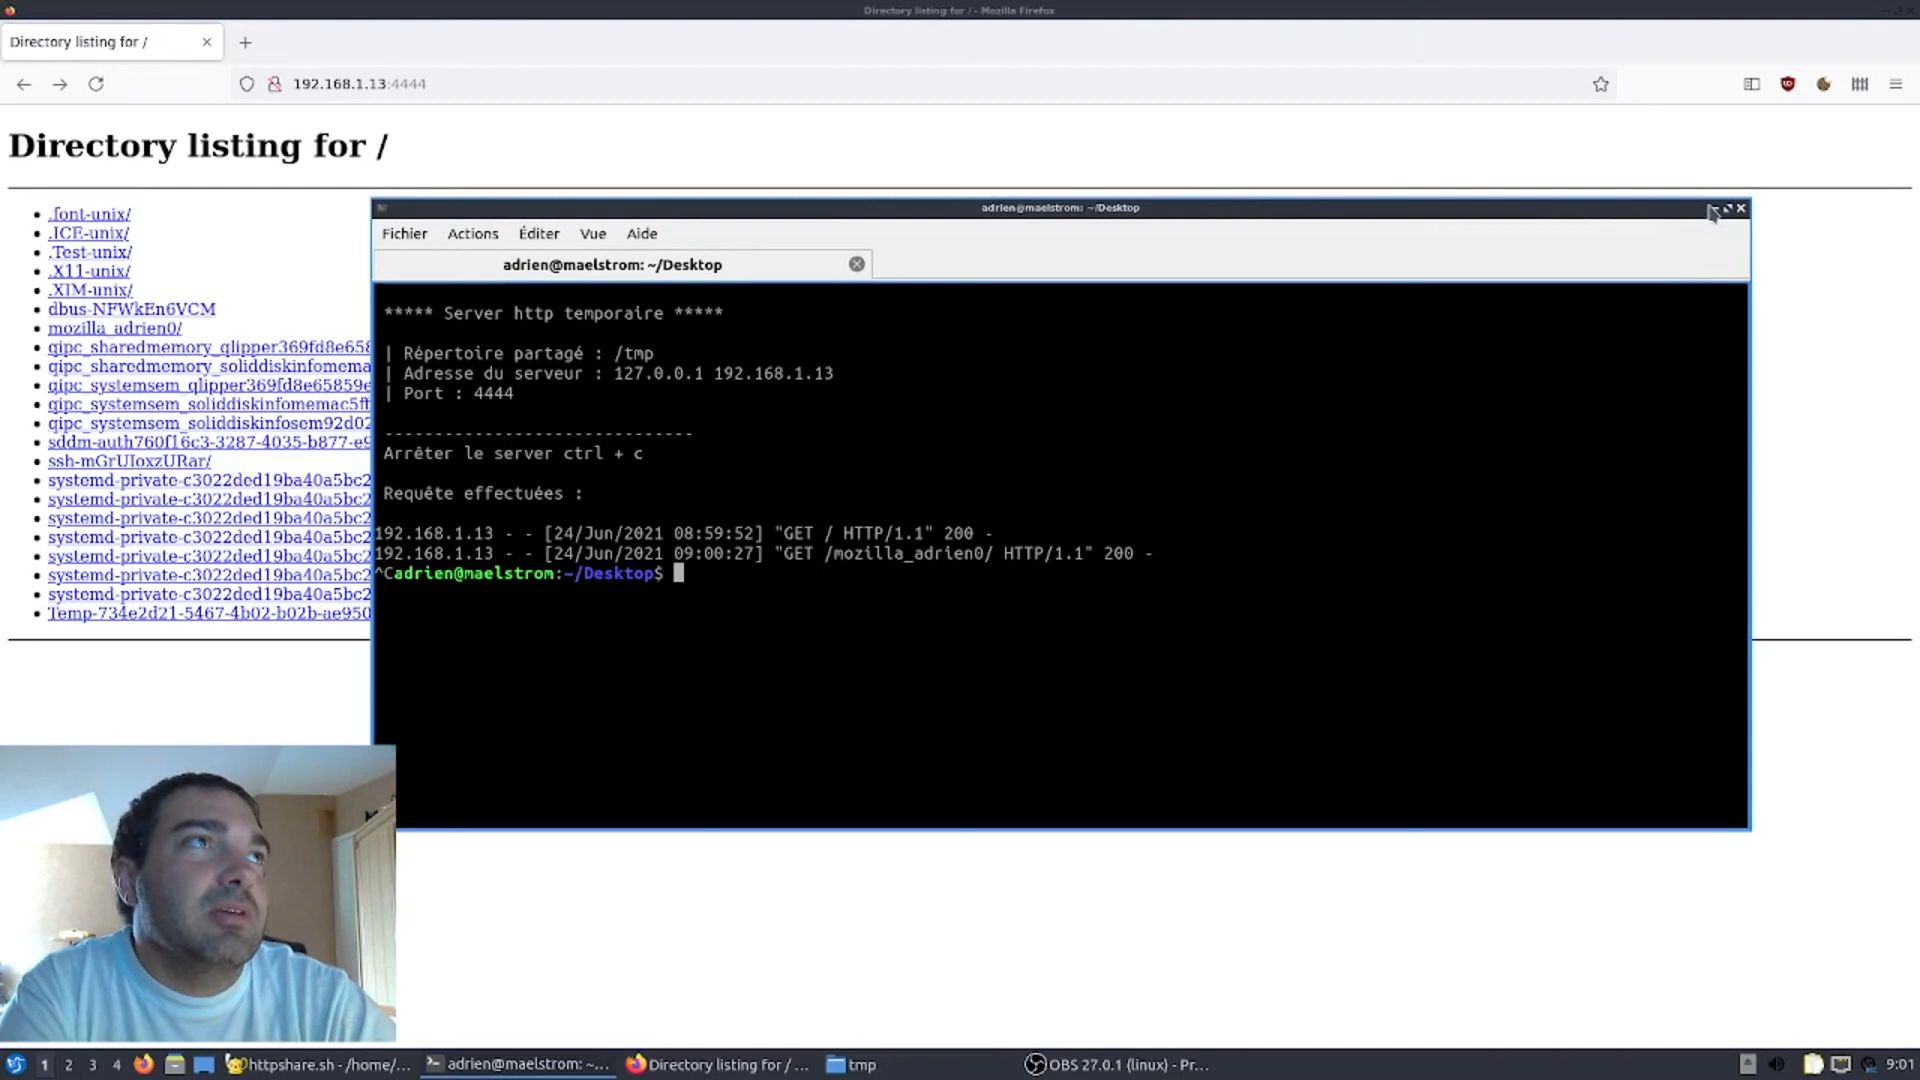 Directory listing for / - Mozilla Firefox
Directory listing for /
192.168.1.13:4444
Directory listing for /
.font-unix/
.ICE-unix/
.Test-unix/
.X11-unix/
.XIM-unix/
dbus-NFWkEn6VCM
mozilla_adrien0/
qipc_sharedmemory_qlipper369fd8e658
qipc_sharedmemory_soliddiskinfomema
qipc_systemsem_qlipper369fd8e65859e
qipc_systemsem_soliddiskinfomemac5ff
qipc_systemsem_soliddiskinfosem92d02
sddm-auth760f16c3-3287-4035-b877-e9
ssh-mGrUIoxzURar/
systemd-private-c3022ded19ba40a5bc2
systemd-private-c3022ded19ba40a5bc2
systemd-private-c3022ded19ba40a5bc2
systemd-private-c3022ded19ba40a5bc2
systemd-private-c3022ded19ba40a5bc2
systemd-private-c3022ded19ba40a5bc2
systemd-private-c3022ded19ba40a5bc2
Temp-734e2d21-5467-4b02-b02b-ae950
adrien@maelstrom: ~/Desktop
Fichier Actions Éditer Vue Aide
adrien@maelstrom: ~/Desktop
***** Server http temporaire *****
| Répertoire partagé : /tmp
| Adresse du serveur : 127.0.0.1 192.168.1.13
| Port : 4444
-------------------------------
Arrêter le server ctrl + c
Requête effectuées :
192.168.1.13 - - [24/Jun/2021 08:59:52] "GET / HTTP/1.1" 200 -
192.168.1.13 - - [24/Jun/2021 09:00:27] "GET /mozilla_adrien0/ HTTP/1.1" 200 -
^Cadrien@maelstrom:~/Desktop$
1 2 3 4 httpshare.sh - /home/... adrien@maelstrom: ~... Directory listing for / ... tmp OBS 27.0.1 (linux) - Pr... 9:01